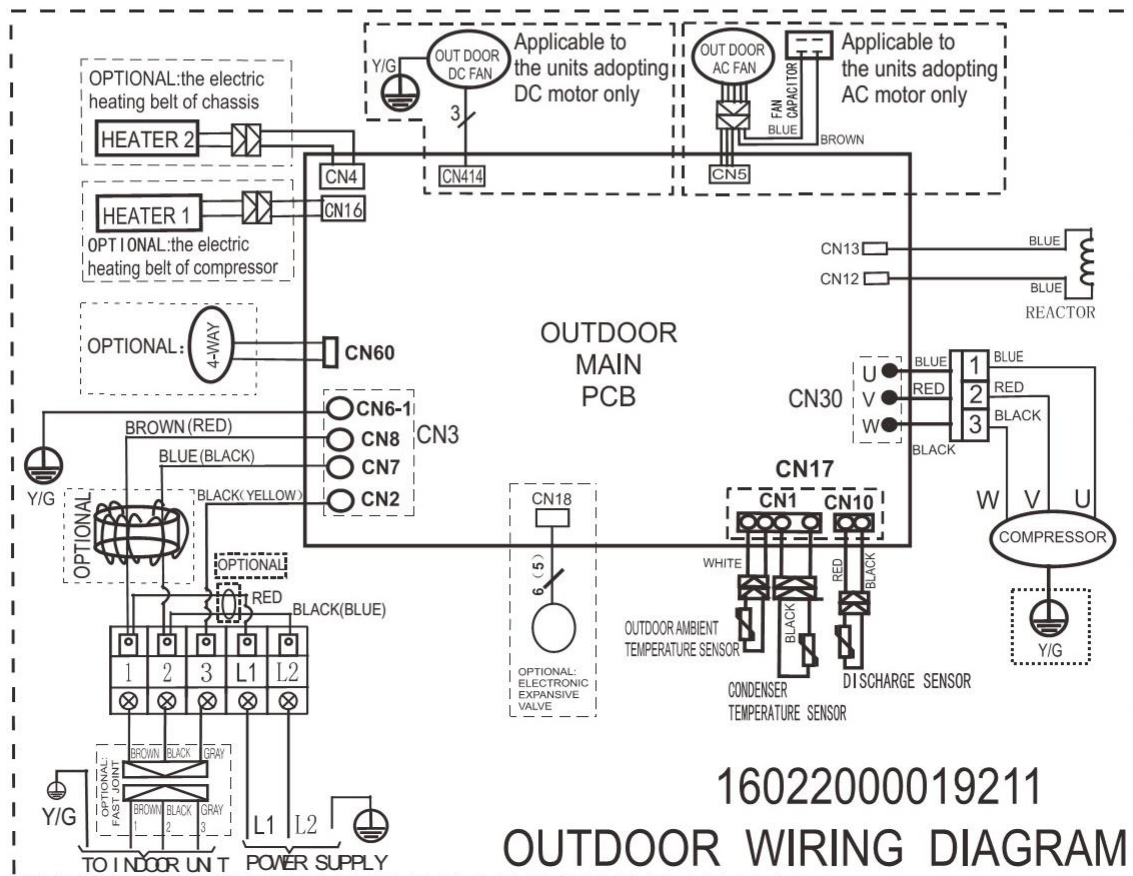 OPTIONAL:the electric
heating belt of chassis
HEATER 2
HEATER 1
OPTIONAL:the electric
heating belt of compressor
CN4
CN16
Y/G
OUT DOOR
DC FAN
3
CN414
Applicable to
the units adopting
DC motor only
OUT DOOR
AC FAN
FAN
CAPACITOR
BLUE
BROWN
CN5
Applicable to
the units adopting
AC motor only
CN13
BLUE
CN12
BLUE
REACTOR
OPTIONAL:
4-WAY
CN60
OUTDOOR
MAIN
PCB
CN6-1
CN8
CN7
CN2
CN3
Y/G
BROWN(RED)
BLUE(BLACK)
BLACK(YELLOW)
OPTIONAL
OPTIONAL
RED
BLACK(BLUE)
CN30
U
V
W
BLUE
RED
BLACK
1
2
3
BLUE
RED
BLACK
W V U
COMPRESSOR
Y/G
CN17
CN1
CN10
WHITE
BLACK
RED
BLACK
OUTDOOR AMBIENT
TEMPERATURE SENSOR
CONDENSER
TEMPERATURE SENSOR
DISCHARGE SENSOR
CN18
6 (5)
OPTIONAL:
ELECTRONIC
EXPANSIVE
VALVE
1 2 3 L1 L2
OPTIONAL:
FAST JOINT
BROWN BLACK GRAY
BROWN BLACK GRAY
1 2 3
Y/G
L1 L2
TO INDOOR UNIT
POWER SUPPLY
16022000019211
OUTDOOR WIRING DIAGRAM